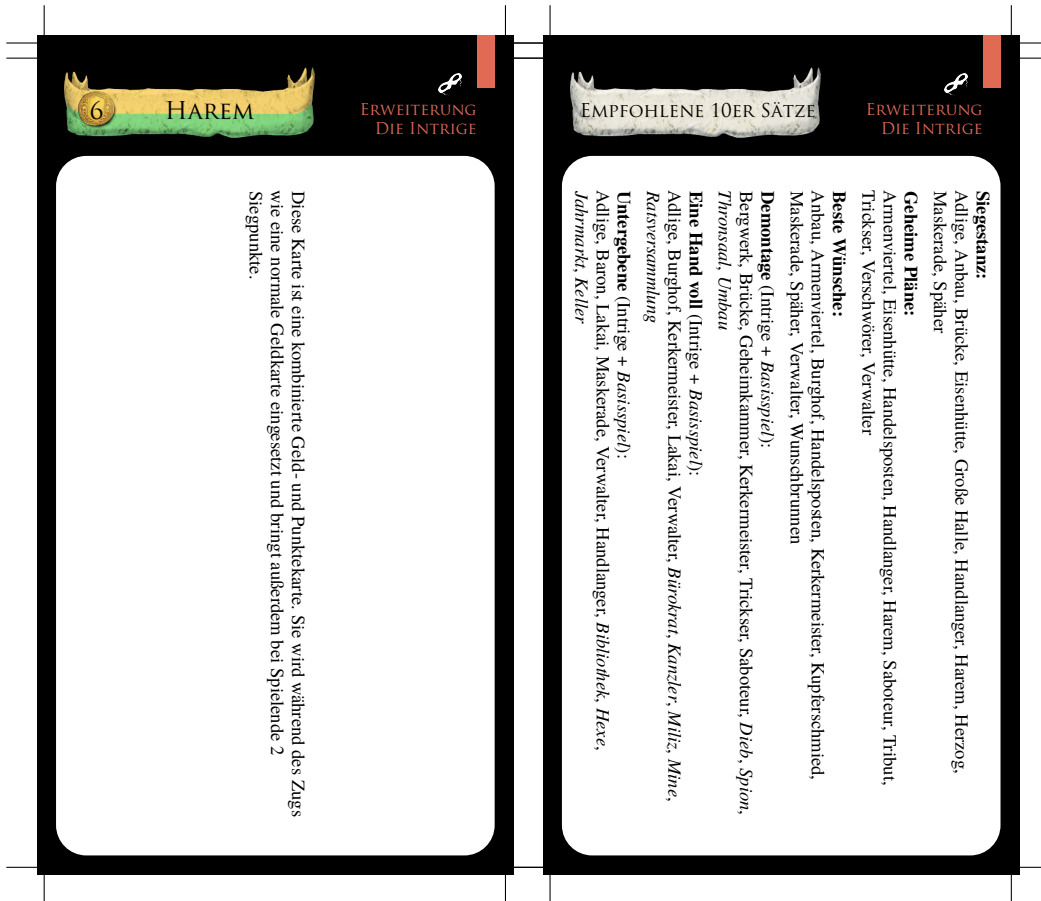 6
HAREM
ERWEITERUNG
DIE INTRIGE
Diese Karte ist eine kombinierte Geld- und Punktekarte. Sie wird während des Zugs
wie eine normale Geldkarte eingesetzt und bringt außerdem bei Spielende 2
Siegpunkte.
EMPFOHLENE 10ER SÄTZE
ERWEITERUNG
DIE INTRIGE
Siegestanz:
Adlige, Anbau, Brücke, Eisenhütte, Große Halle, Handlanger, Harem, Herzog,
Maskerade, Späher
Geheime Pläne:
Armenviertel, Eisenhütte, Handelsposten, Handlanger, Harem, Saboteur, Tribut,
Trickser, Verschwörer, Verwalter
Beste Wünsche:
Anbau, Armenviertel, Burghof, Handelsposten, Kerkermeister, Kupferschmied,
Maskerade, Späher, Verwalter, Wunschbrunnen
Demontage (Intrige + Basisspiel):
Bergwerk, Brücke, Geheimkammer, Kerkermeister, Trickser, Saboteur, Dieb, Spion,
Thronsaal, Umbau
Eine Hand voll (Intrige + Basisspiel):
Adlige, Burghof, Kerkermeister, Lakai, Verwalter, Bürokrat, Kanzler, Miliz, Mine,
Ratsversammlung
Untergebene (Intrige + Basisspiel):
Adlige, Baron, Lakai, Maskerade, Verwalter, Handlanger, Bibliothek, Hexe,
Jahrmarkt, Keller